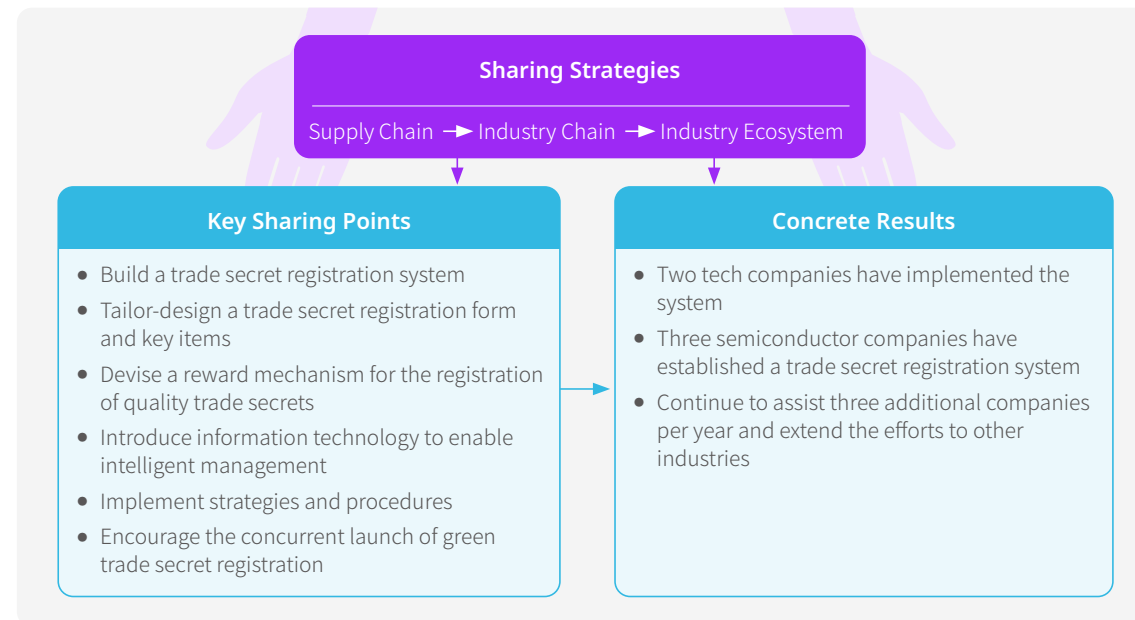 Sharing Strategies
Supply Chain → Industry Chain → Industry Ecosystem
Key Sharing Points
● Build a trade secret registration system
● Tailor-design a trade secret registration form
and key items
● Devise a reward mechanism for the registration
of quality trade secrets
● Introduce information technology to enable
intelligent management
● Implement strategies and procedures
● Encourage the concurrent launch of green
trade secret registration
Concrete Results
● Two tech companies have implemented the
system
● Three semiconductor companies have
established a trade secret registration system
● Continue to assist three additional companies
per year and extend the efforts to other
industries